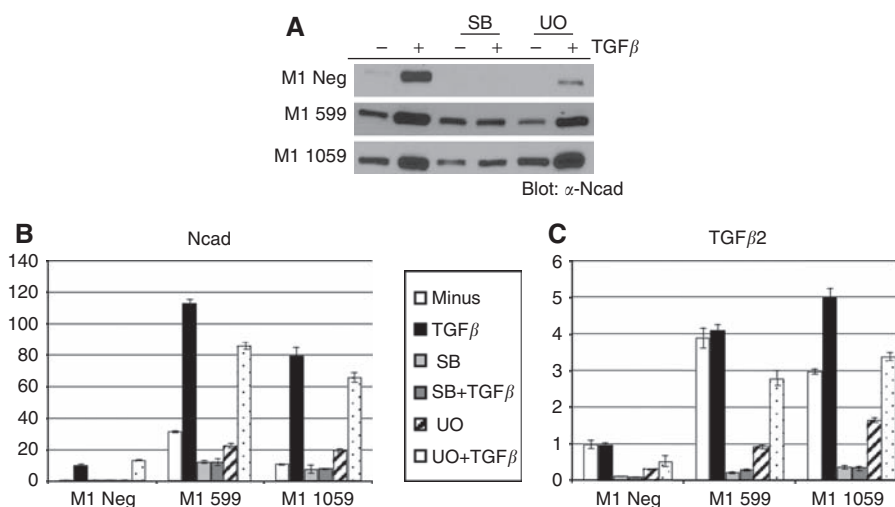 A
SB UO
− + − + − + TGFβ
M1 Neg
M1 599
M1 1059
Blot: α-Ncad
B
Ncad
140
120
100
80
60
40
20
0
M1 Neg M1 599 M1 1059
Minus
TGFβ
SB
SB+TGFβ
UO
UO+TGFβ
C
TGFβ2
6
5
4
3
2
1
0
M1 Neg M1 599 M1 1059